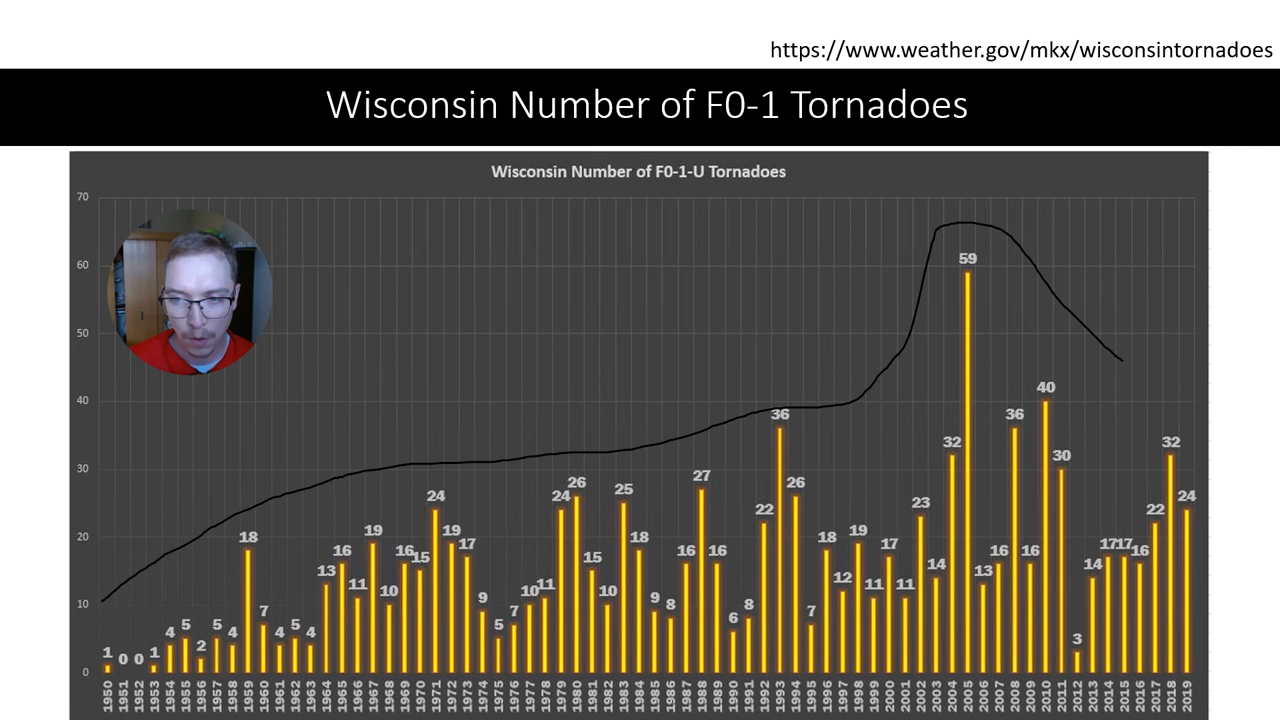 https://www.weather.gov/mkx/wisconsintornadoes
Wisconsin Number of F0-1 Tornadoes
Wisconsin Number of F0-1-U Tornadoes
70
60
50
40
30
20
10
0
1 0 0 1 4 5 2 5 4 18 7 4 5 4 13 16 11 19 10 16 15 24 19 17 9 5 7 10 11 24 26 15 10 25 18 9 8 16 27 16 6 8 22 36 26 7 18 12 19 11 17 11 23 14 32 59 13 16 36 16 40 30 3 14 17 17 16 22 32 24
1950 1951 1952 1953 1954 1955 1956 1957 1958 1959 1960 1961 1962 1963 1964 1965 1966 1967 1968 1969 1970 1971 1972 1973 1974 1975 1976 1977 1978 1979 1980 1981 1982 1983 1984 1985 1986 1987 1988 1989 1990 1991 1992 1993 1994 1995 1996 1997 1998 1999 2000 2001 2002 2003 2004 2005 2006 2007 2008 2009 2010 2011 2012 2013 2014 2015 2016 2017 2018 2019